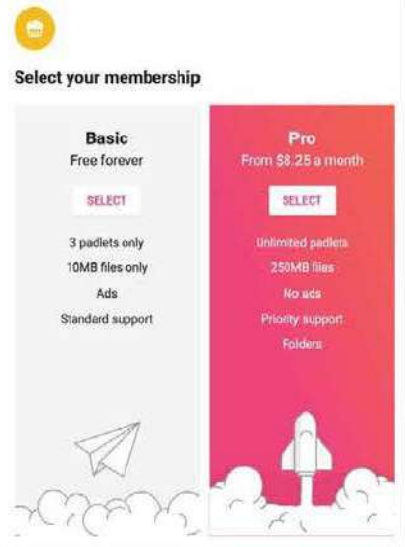 Select your membership
Basic
Free forever
SELECT
3 padlets only
10MB files only
Ads
Standard support
Pro
From $8.25 a month
SELECT
Unlimited padlets
250MB files
No ads
Priority support
Folders